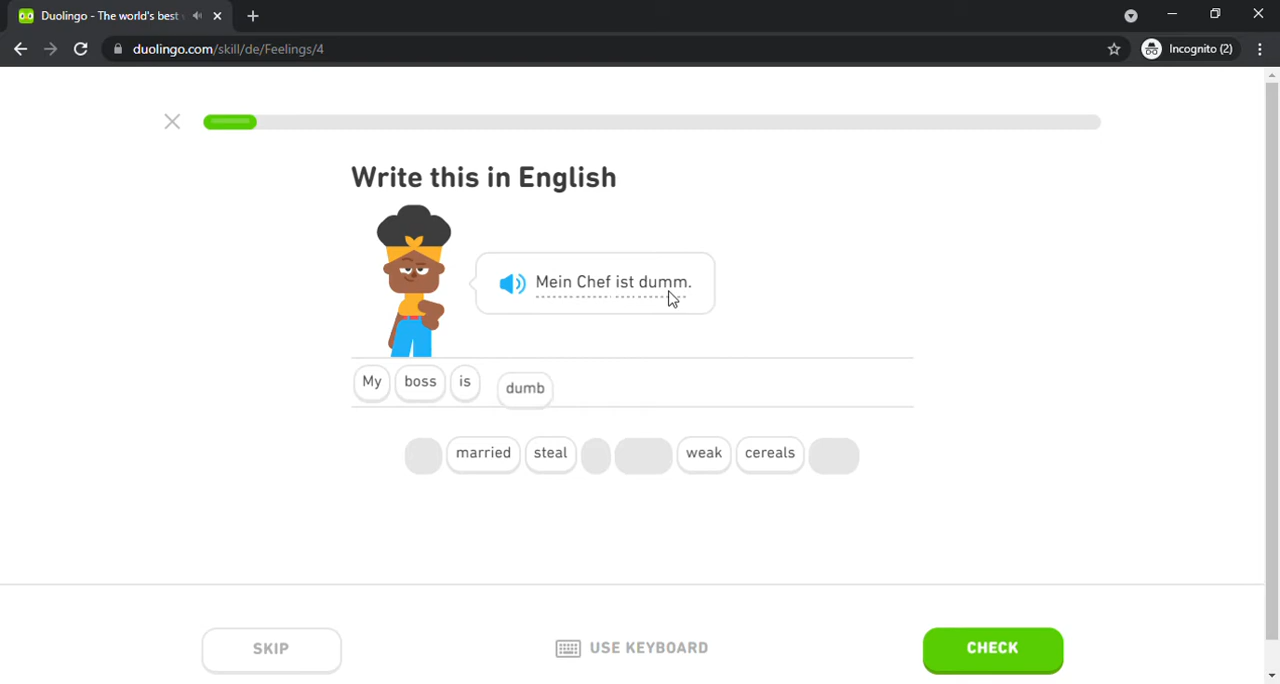 Duolingo - The world's best
duolingo.com/skill/de/Feelings/4
Incognito (2)
Write this in English
Mein Chef ist dumm.
My boss is dumb
married steal weak cereals
SKIP
USE KEYBOARD
CHECK